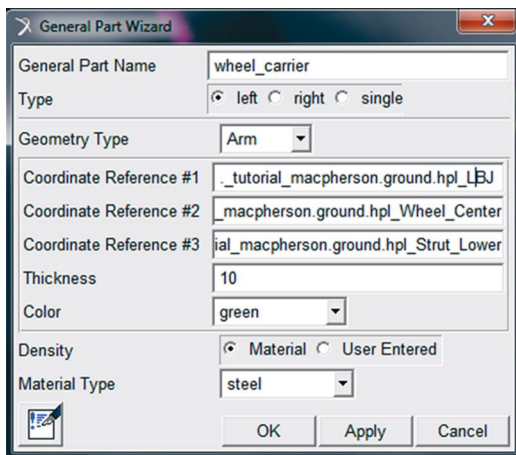 General Part Wizard
General Part Name wheel_carrier
Type left right single
Geometry Type Arm
Coordinate Reference #1 ._tutorial_macpherson.ground.hpl_LBJ
Coordinate Reference #2 _macpherson.ground.hpl_Wheel_Center
Coordinate Reference #3 ial_macpherson.ground.hpl_Strut_Lower
Thickness 10
Color green
Density Material User Entered
Material Type steel
OK Apply Cancel